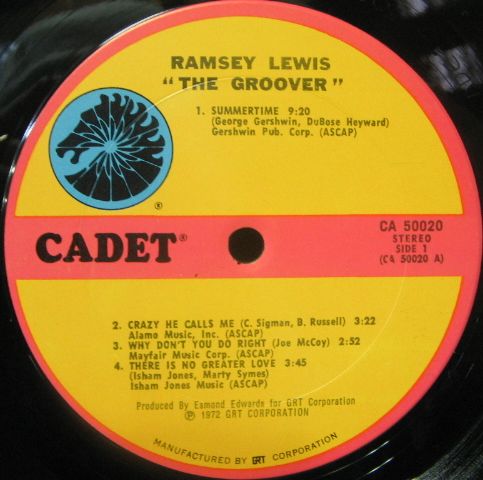 RAMSEY LEWIS
"THE GROOVER"
1. SUMMERTIME 9:20
(George Gershwin, DuBose Heyward)
Gershwin Pub. Corp. (ASCAP)
®
CADET®
CA 50020
STEREO
SIDE 1
(CA 50020 A)
2. CRAZY HE CALLS ME (C. Sigman, B. Russell) 3:22
Alamo Music, Inc. (ASCAP)
3. WHY DON'T YOU DO RIGHT (Joe McCoy) 2:52
Mayfair Music Corp. (ASCAP)
4. THERE IS NO GREATER LOVE 3:45
(Isham Jones, Marty Symes)
Isham Jones Music (ASCAP)
Produced By Esmond Edwards for GRT Corporation
℗ 1972 GRT CORPORATION
MANUFACTURED BY GRT CORPORATION